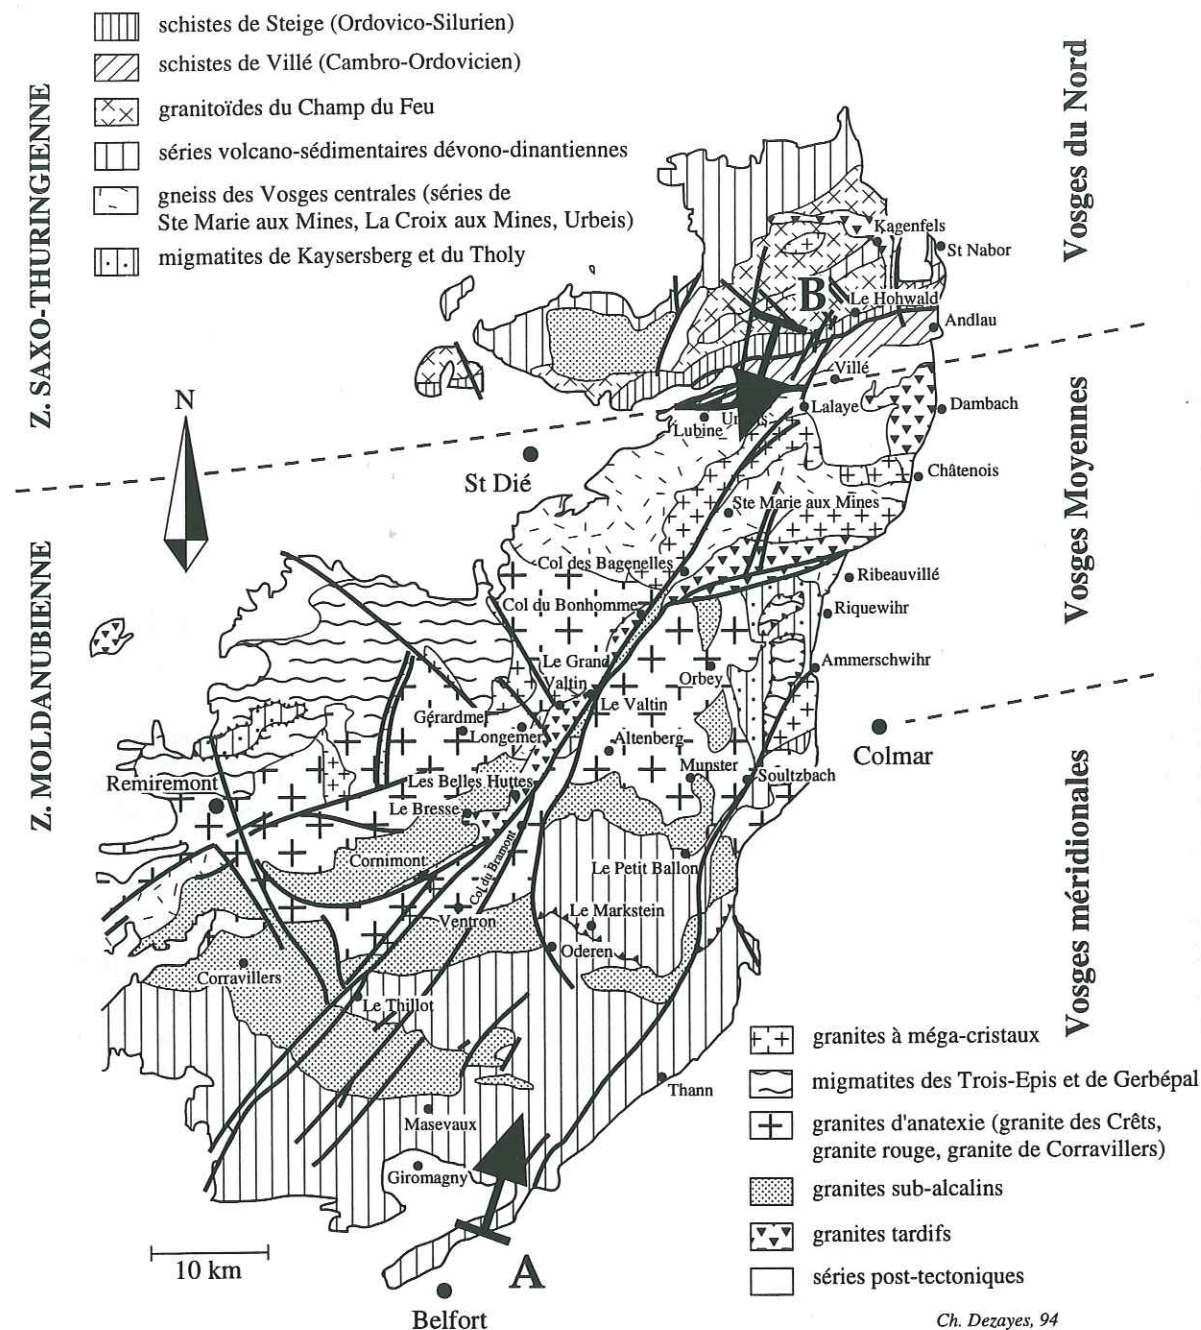 schistes de Steige (Ordovico-Silurien)
schistes de Villé (Cambro-Ordovicien)
granitoïdes du Champ du Feu
séries volcano-sédimentaires dévono-dinantiennes
gneiss des Vosges centrales (séries de
Ste Marie aux Mines, La Croix aux Mines, Urbeis)
migmatites de Kaysersberg et du Tholy
Z. SAXO-THURINGIENNE
Z. MOLDANUBIENNE
Vosges du Nord
Vosges Moyennes
Vosges méridionales
N
Kagenfels
St Nabor
B
Le Hohwald
Andlau
Villé
Lalaye
Dambach
Lubine
St Dié
Châtenois
Ste Marie aux Mines
Col des Bagenelles
Ribeauvillé
Col du Bonhomme
Riquewihr
Le Grand
Valtin
Orbey
Ammerschwihr
Le Valtin
Gérardmer
Longemer
Altenberg
Colmar
Munster
Soultzbach
Remiremont
Les Belles Huttes
Le Bresse
Col du Bramont
Cornimont
Le Petit Ballon
Ventron
Le Markstein
Oderen
Corravillers
Le Thillot
Thann
Masevaux
Giromagny
A
Belfort
10 km
granites à méga-cristaux
migmatites des Trois-Epis et de Gerbépal
granites d'anatexie (granite des Crêts,
granite rouge, granite de Corravillers)
granites sub-alcalins
granites tardifs
séries post-tectoniques
Ch. Dezayes, 94